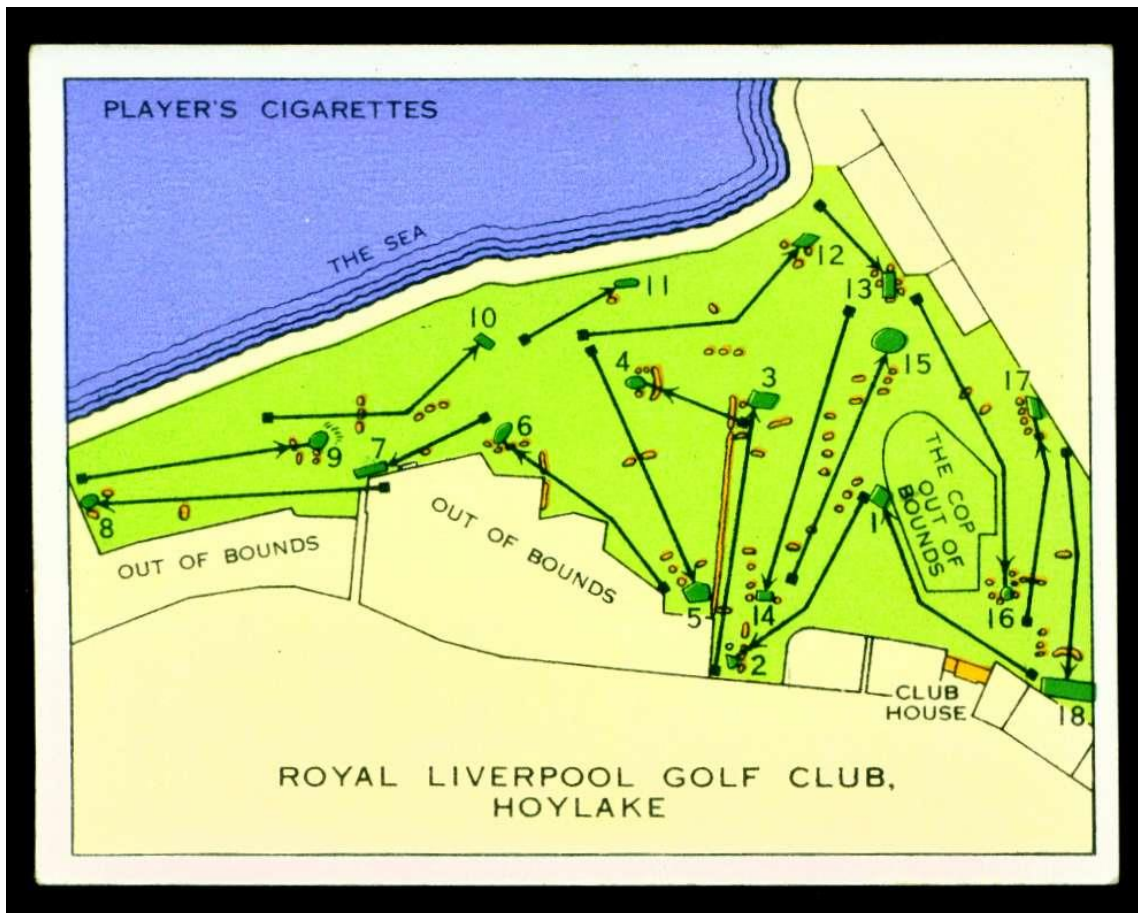 PLAYER'S CIGARETTES
THE SEA
12
13
11
10
15
4
3
17
6
9
7
THE COP
OUT OF
BOUNDS
1
8
OUT OF BOUNDS
OUT OF BOUNDS
5
14
16
2
CLUB
HOUSE
18
ROYAL LIVERPOOL GOLF CLUB,
HOYLAKE